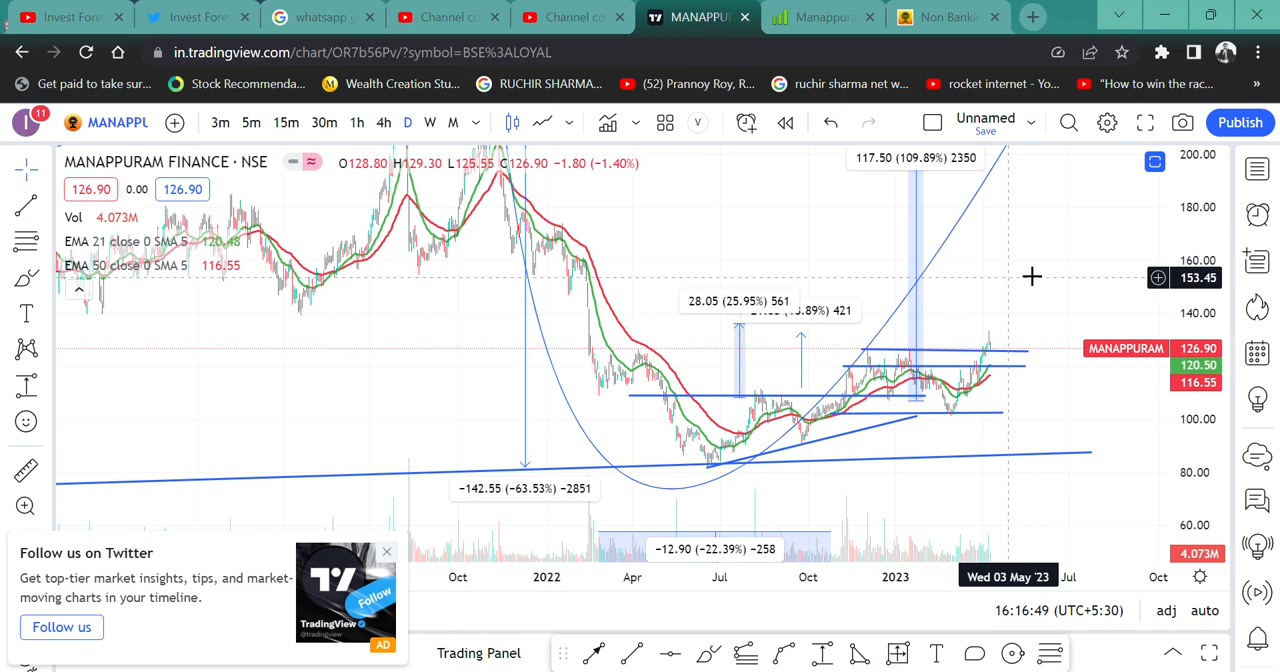 Invest Fore
Invest Fore
whatsapp g
Channel co
Channel co
MANAPPU
Manappura
Non Bankin
in.tradingview.com/chart/OR7b56Pv/?symbol=BSE%3ALOYAL
Get paid to take sur...
Stock Recommenda...
Wealth Creation Stu...
RUCHIR SHARMA...
(52) Prannoy Roy, R...
ruchir sharma net w...
rocket internet - Yo...
"How to win the rac...
»
I
11
MANAPPU
3m
5m
15m
30m
1h
4h
D
W
M
V
Unnamed
Save
Publish
MANAPPURAM FINANCE · NSE
O128.80 H129.30 L125.55 C126.90 −1.80 (−1.40%)
126.90
0.00
126.90
Vol 4.073M
EMA 21 close 0 SMA 5 120.48
EMA 50 close 0 SMA 5 116.55
117.50 (109.89%) 2350
28.05 (25.95%) 561
421
−142.55 (−63.53%) −2851
−12.90 (−22.39%) −258
200.00
180.00
160.00
153.45
140.00
MANAPPURAM 126.90
120.50
116.55
100.00
80.00
60.00
4.073M
Oct
2022
Apr
Jul
Oct
2023
Wed 03 May '23
Jul
Oct
16:16:49 (UTC+5:30)
adj
auto
Follow us on Twitter
Get top-tier market insights, tips, and market-
moving charts in your timeline.
Follow us
Follow
TradingView
@tradingview
AD
Trading Panel